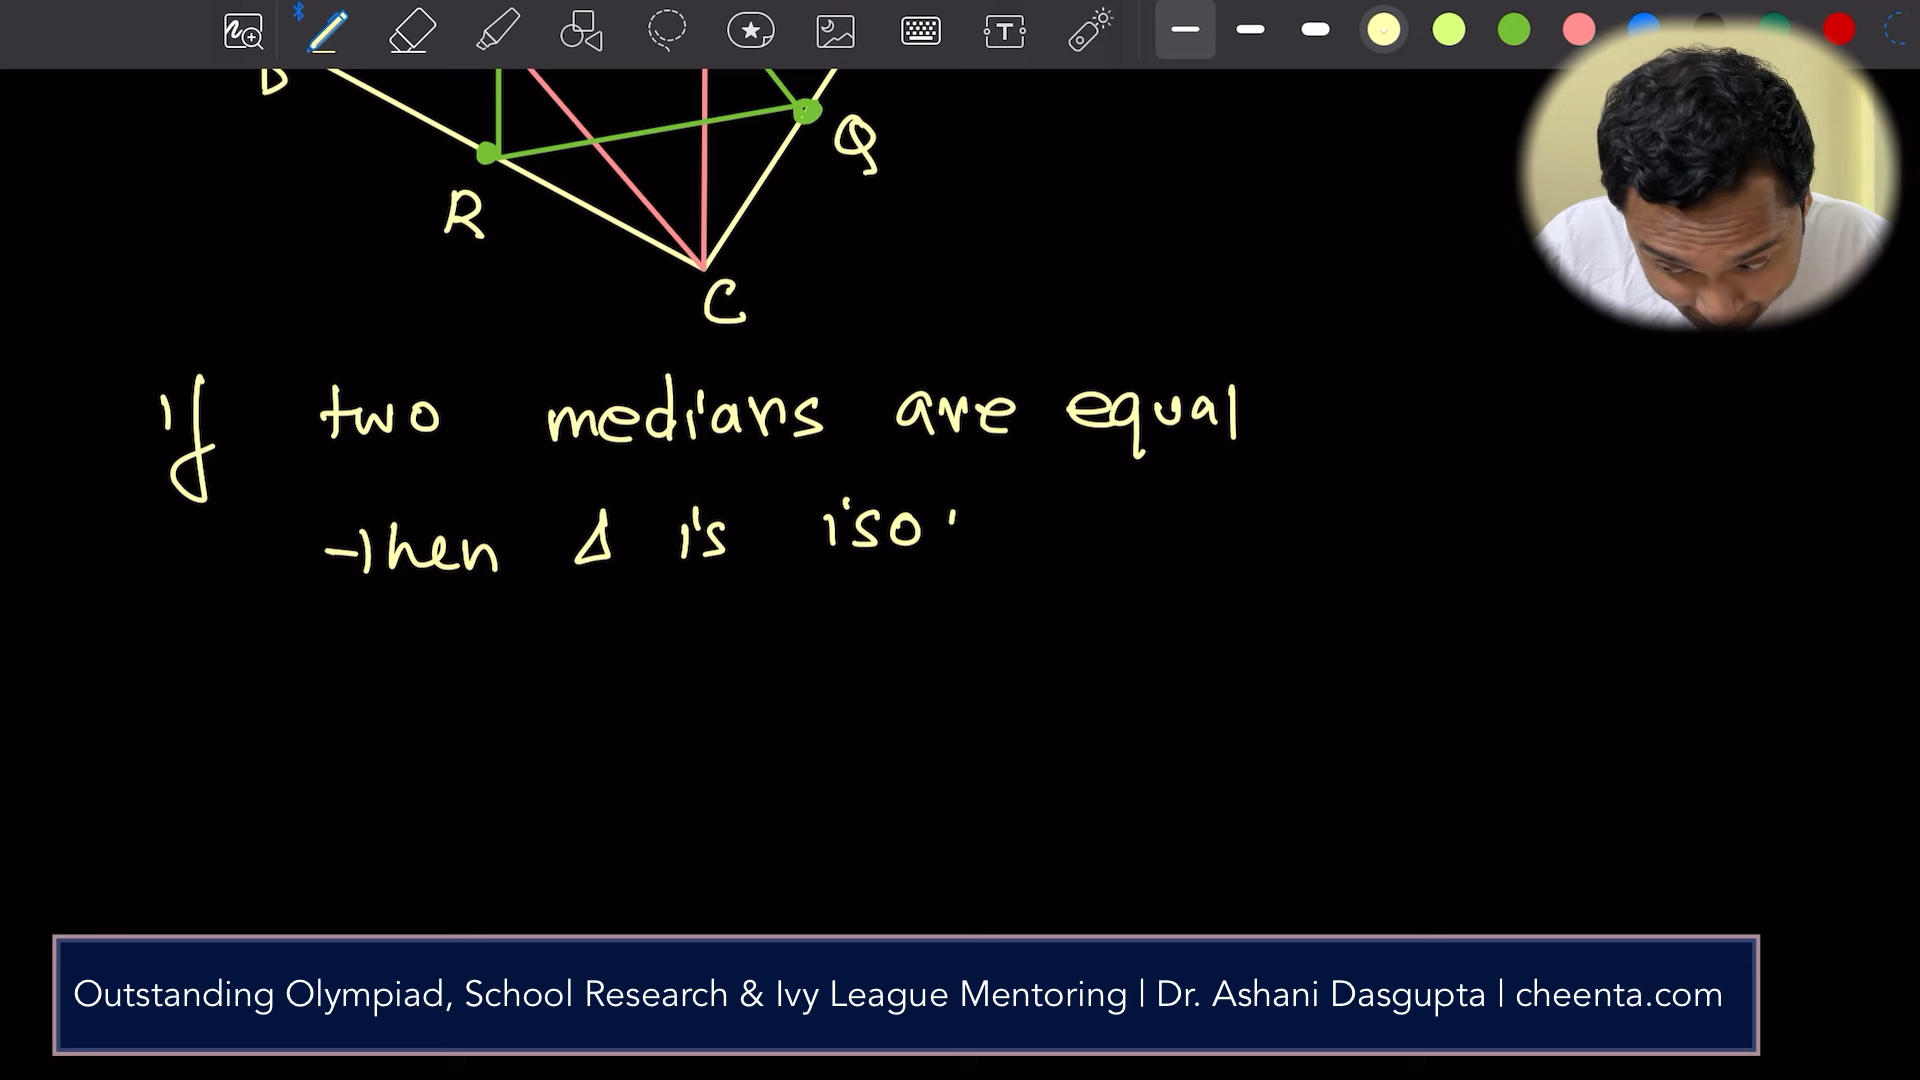 Q
R
C
if two medians are equal
then Δ is iso'
Outstanding Olympiad, School Research & Ivy League Mentoring | Dr. Ashani Dasgupta | cheenta.com